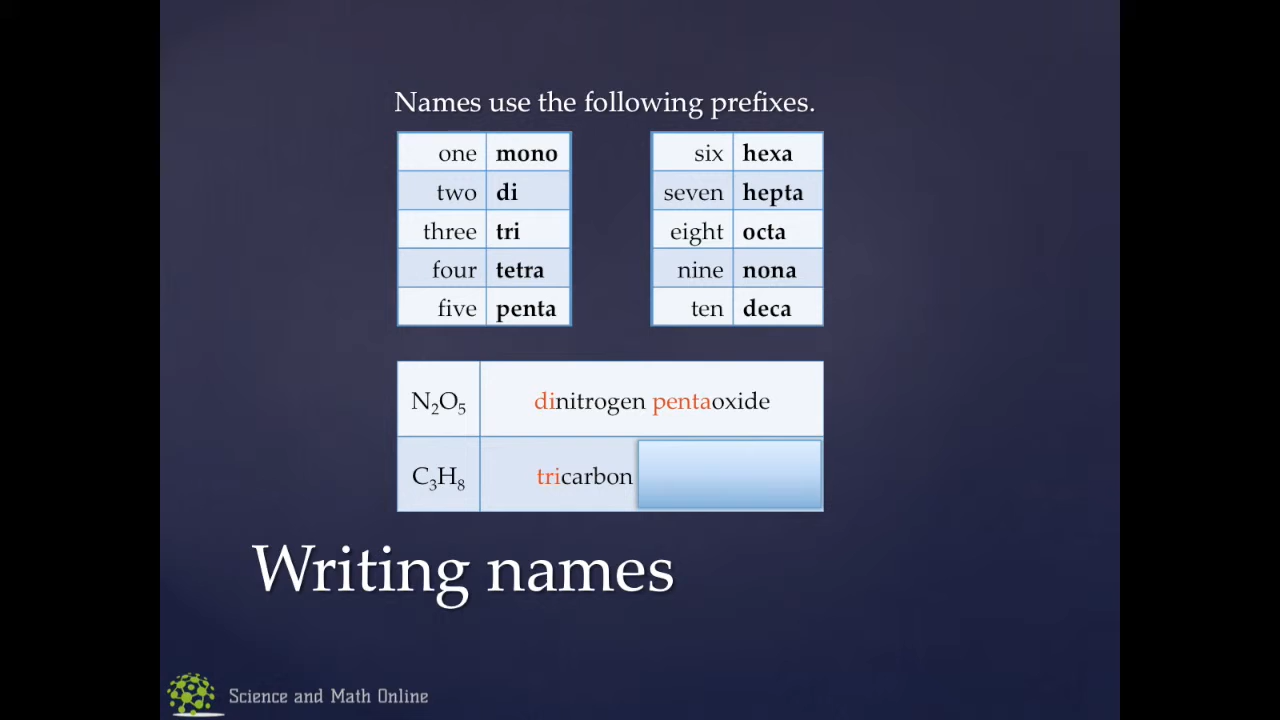 Names use the following prefixes.
one mono
two di
three tri
four tetra
five penta
six hexa
seven hepta
eight octa
nine nona
ten deca
N₂O₅ dinitrogen pentaoxide
C₃H₈ tricarbon
Writing names
Science and Math Online